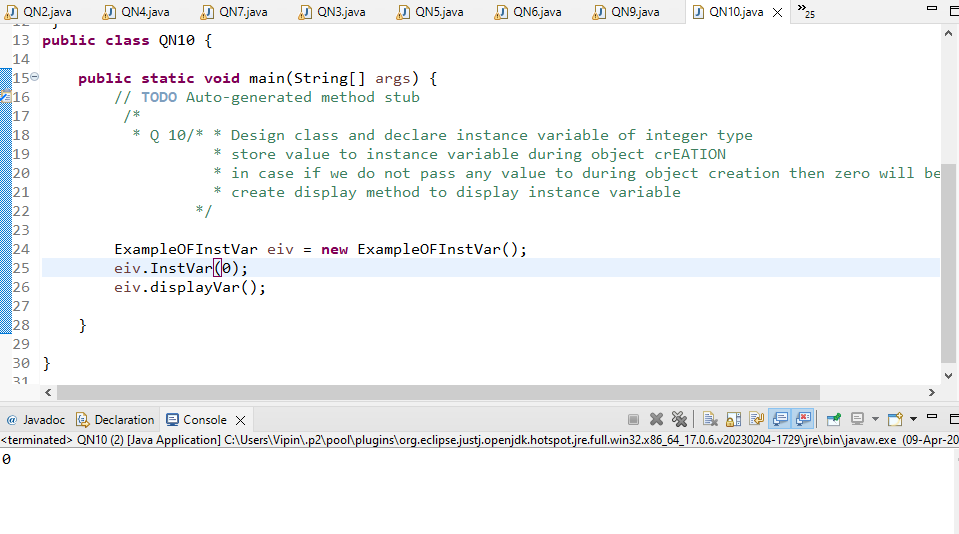 QN2.java QN4.java QN7.java QN3.java QN5.java QN6.java QN9.java QN10.java 25
13 public class QN10 {
14
15 public static void main(String[] args) {
16 // TODO Auto-generated method stub
17 /*
18 * Q 10/* * Design class and declare instance variable of integer type
19 * store value to instance variable during object crEATION
20 * in case if we do not pass any value to during object creation then zero will be
21 * create display method to display instance variable
22 */
23
24 ExampleOFInstVar eiv = new ExampleOFInstVar();
25 eiv.InstVar(0);
26 eiv.displayVar();
27
28 }
29
30 }
31
@ Javadoc Declaration Console
<terminated> QN10 (2) [Java Application] C:\Users\Vipin\.p2\pool\plugins\org.eclipse.justj.openjdk.hotspot.jre.full.win32.x86_64_17.0.6.v20230204-1729\jre\bin\javaw.exe (09-Apr-20
0